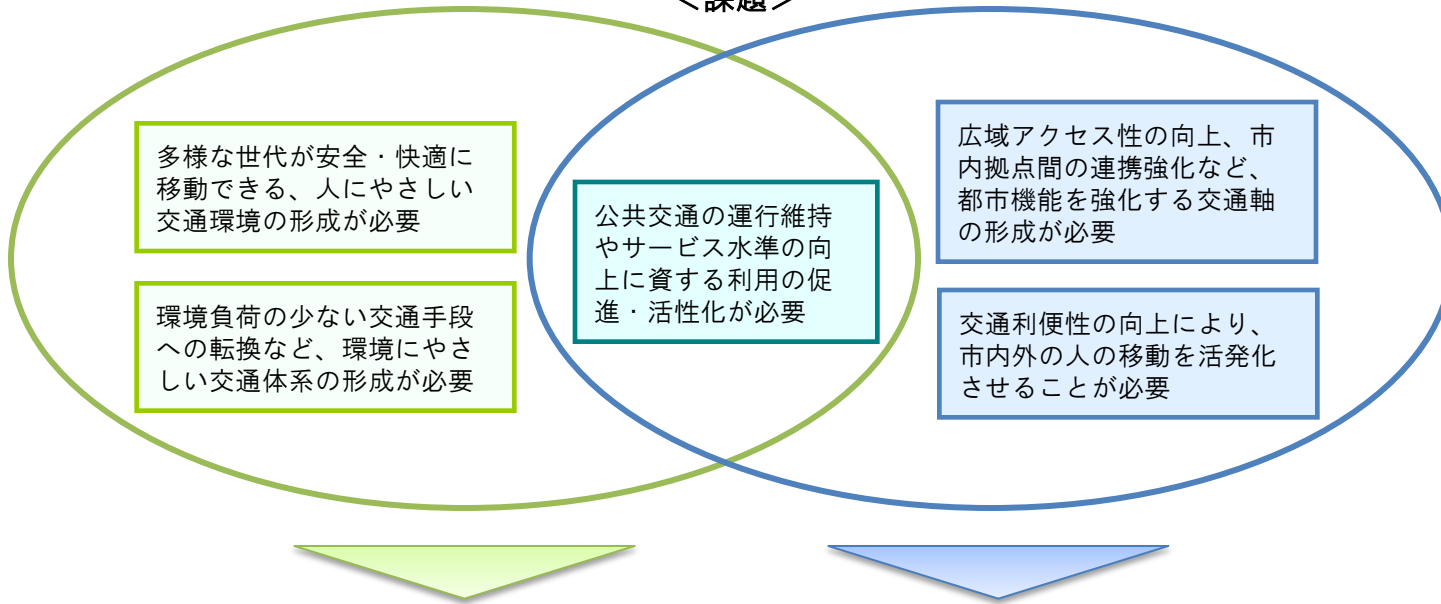 ＜課題＞
多様な世代が安全・快適に
移動できる、人にやさしい
交通環境の形成が必要
環境負荷の少ない交通手段
への転換など、環境にやさ
しい交通体系の形成が必要
公共交通の運行維持
やサービス水準の向
上に資する利用の促
進・活性化が必要
広域アクセス性の向上、市
内拠点間の連携強化など、
都市機能を強化する交通軸
の形成が必要
交通利便性の向上により、
市内外の人の移動を活発化
させることが必要